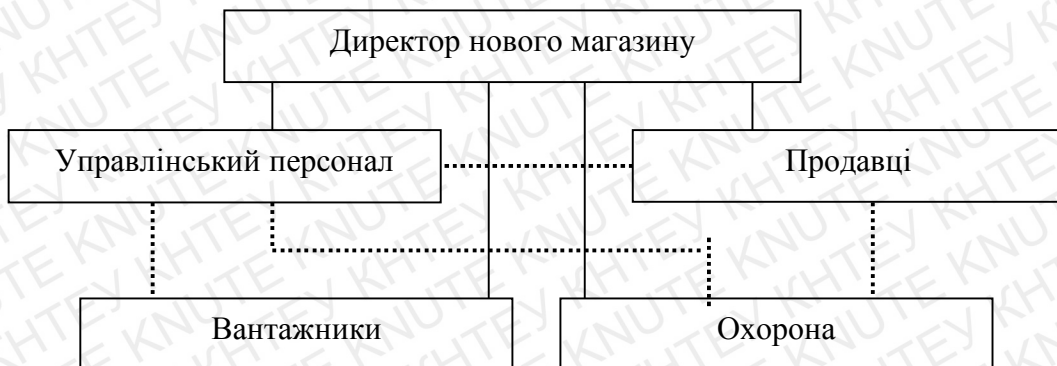 Директор нового магазину
Управлінський персонал
Продавці
Вантажники
Охорона